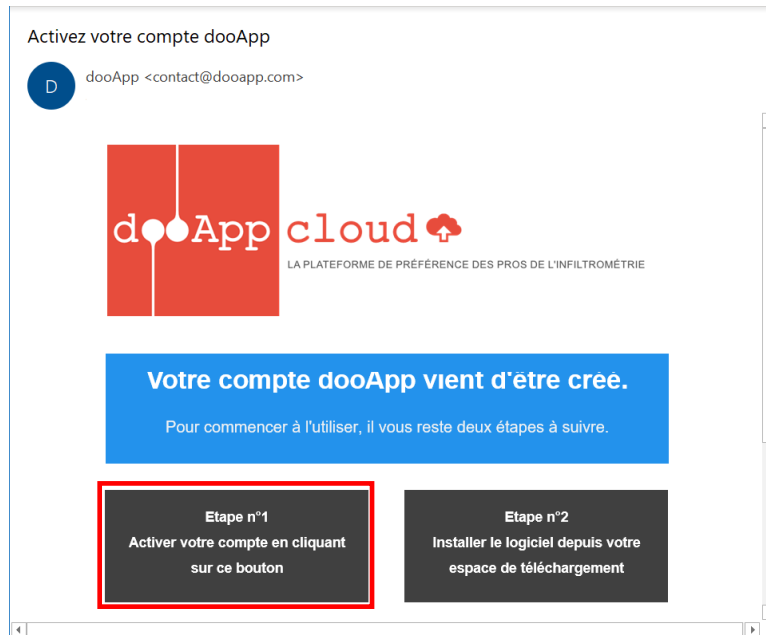 Activez votre compte dooApp
D
dooApp <contact@dooapp.com>
dooApp cloud
LA PLATEFORME DE PRÉFÉRENCE DES PROS DE L'INFILTROMÉTRIE
Votre compte dooApp vient d'être créé.
Pour commencer à l'utiliser, il vous reste deux étapes à suivre.
Etape n°1
Activer votre compte en cliquant
sur ce bouton
Etape n°2
Installer le logiciel depuis votre
espace de téléchargement